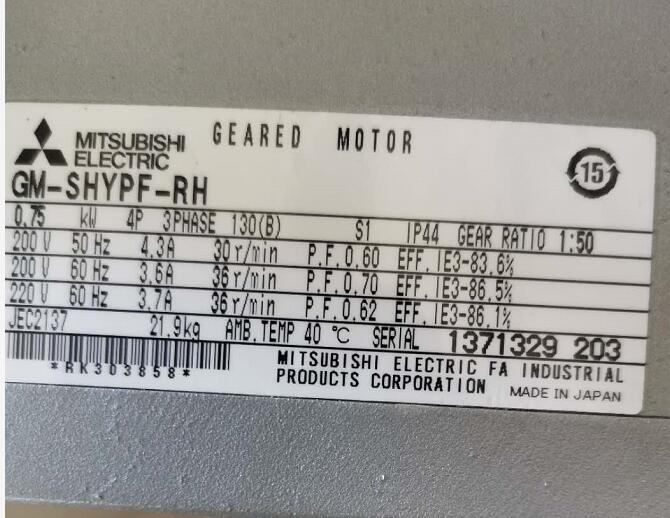 GEARED MOTOR
MITSUBISHI
ELECTRIC
15
GM-SHYPF-RH
0.75 kW 4P 3PHASE 130(B) S1 IP44 GEAR RATIO 1:50
200 V 50 Hz 4.3A 30r/min P.F.0.60 EFF.IE3-83.6%
200 V 60 Hz 3.6A 36r/min P.F.0.70 EFF.IE3-86.5%
220 V 60 Hz 3.7A 36r/min P.F.0.62 EFF.IE3-86.1%
JEC2137 21.9kg AMB.TEMP 40 °C SERIAL 1371329 203
*RK303858*
MITSUBISHI ELECTRIC FA INDUSTRIAL
PRODUCTS CORPORATION MADE IN JAPAN